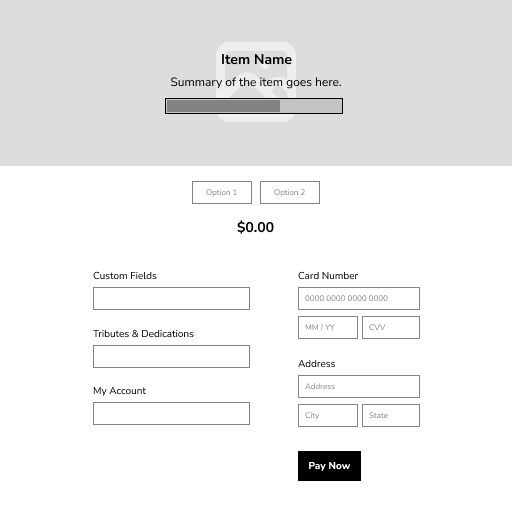 Item Name
Summary of the item goes here.
Option 1
Option 2
$0.00
Custom Fields
Tributes & Dedications
My Account
Card Number
0000 0000 0000 0000
MM / YY
CVV
Address
Address
City
State
Pay Now